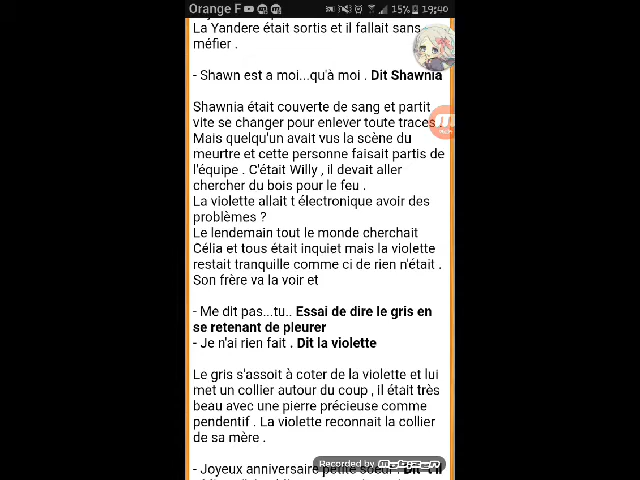 Orange F 15% 19:40
La Yandere était sortis et il fallait sans
méfier .
- Shawn est a moi...qu'à moi . Dit Shawnia
Shawnia était couverte de sang et partit
vite se changer pour enlever toute traces .
Mais quelqu'un avait vus la scène du
meurtre et cette personne faisait partis de
l'équipe . C'était Willy , il devait aller
chercher du bois pour le feu .
La violette allait t électronique avoir des
problèmes ?
Le lendemain tout le monde cherchait
Célia et tous était inquiet mais la violette
restait tranquille comme ci de rien n'était .
Son frère va la voir et
- Me dit pas...tu.. Essai de dire le gris en
se retenant de pleurer
- Je n'ai rien fait . Dit la violette
Le gris s'assoit à coter de la violette et lui
met un collier autour du coup , il était très
beau avec une pierre précieuse comme
pendentif . La violette reconnait la collier
de sa mère .
- Joyeux anniversaire petite soeur
Recorded by Mobizen